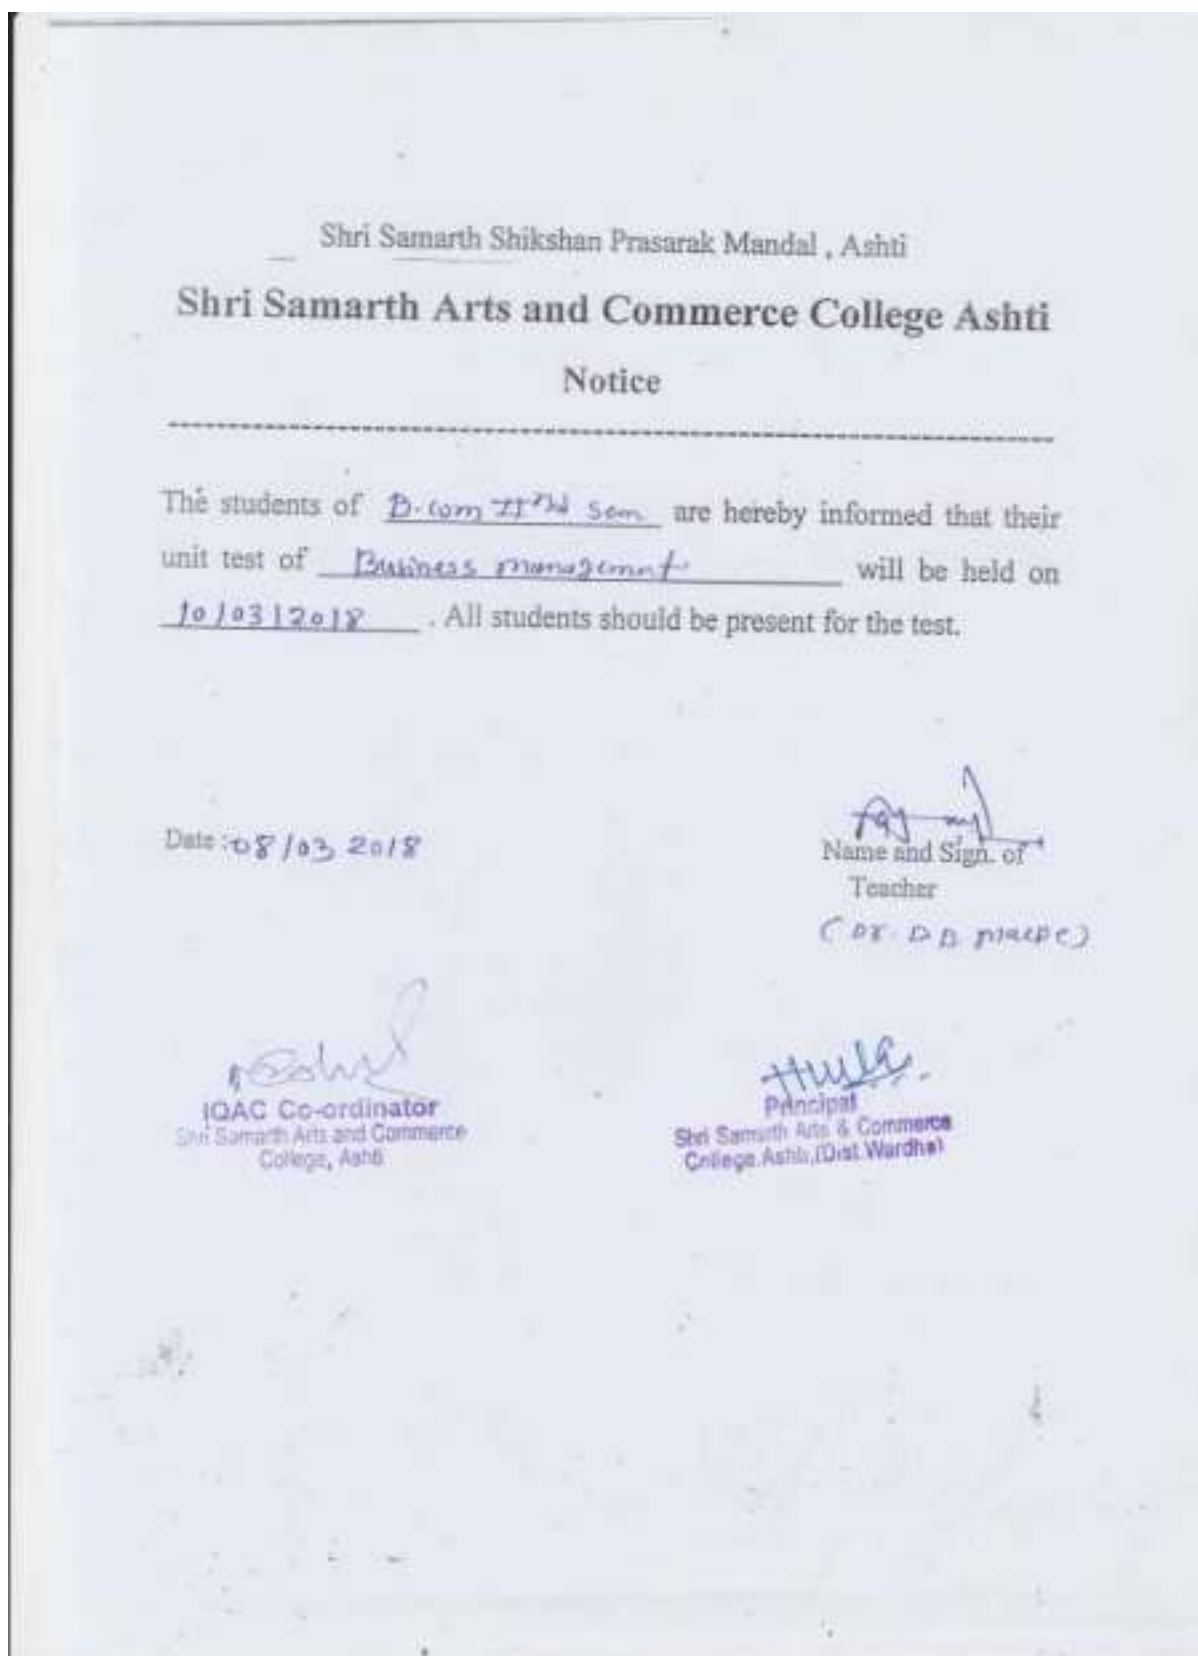 Shri Samarth Shikshan Prasarak Mandal , Ashti
Shri Samarth Arts and Commerce College Ashti
Notice
The students of B.com IInd Sem are hereby informed that their
unit test of Business managemnt will be held on
10/03/2018 . All students should be present for the test.
Date : 08/03 2018
Name and Sign. of
Teacher
(Dr. D B
IQAC Co-ordinator
Shri Samarth Arts and Commerce
College, Ashti
Principal
Shri Samarth Arts & Commerce
College.Ashti,(Dist.Wardha)